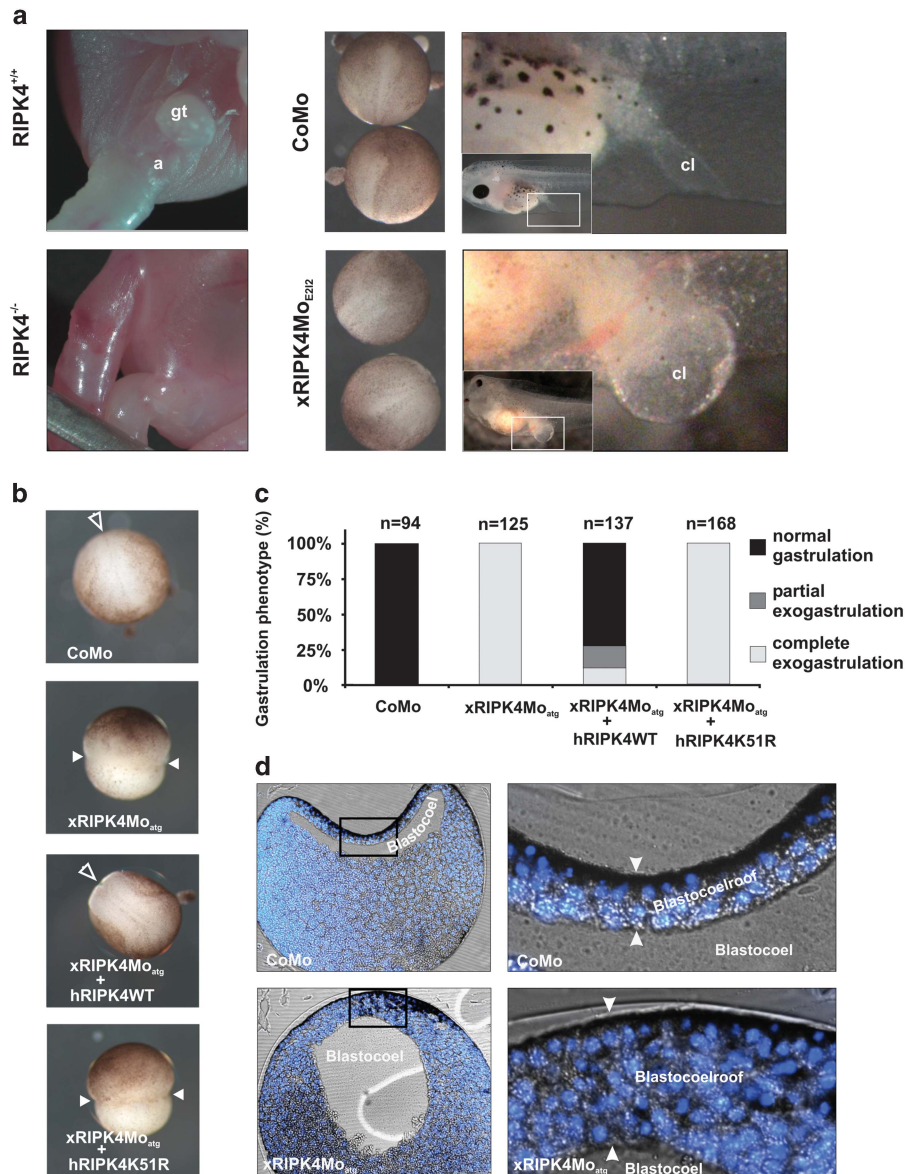 a
RIPK4+/+
gt
a
CoMo
cl
RIPK4-/-
xRIPK4MoE2I2
cl
b
CoMo
xRIPK4Moatg
xRIPK4Moatg
+
hRIPK4WT
xRIPK4Moatg
+
hRIPK4K51R
c
Gastrulation phenotype (%)
n=94
n=125
n=137
n=168
100%
75%
50%
25%
0%
CoMo
xRIPK4Moatg
xRIPK4Moatg
+
hRIPK4WT
xRIPK4Moatg
+
hRIPK4K51R
normal
gastrulation
partial
exogastrulation
complete
exogastrulation
d
Blastocoel
CoMo
Blastocoelroof
Blastocoel
CoMo
Blastocoel
xRIPK4Moatg
Blastocoelroof
xRIPK4Moatg
Blastocoel